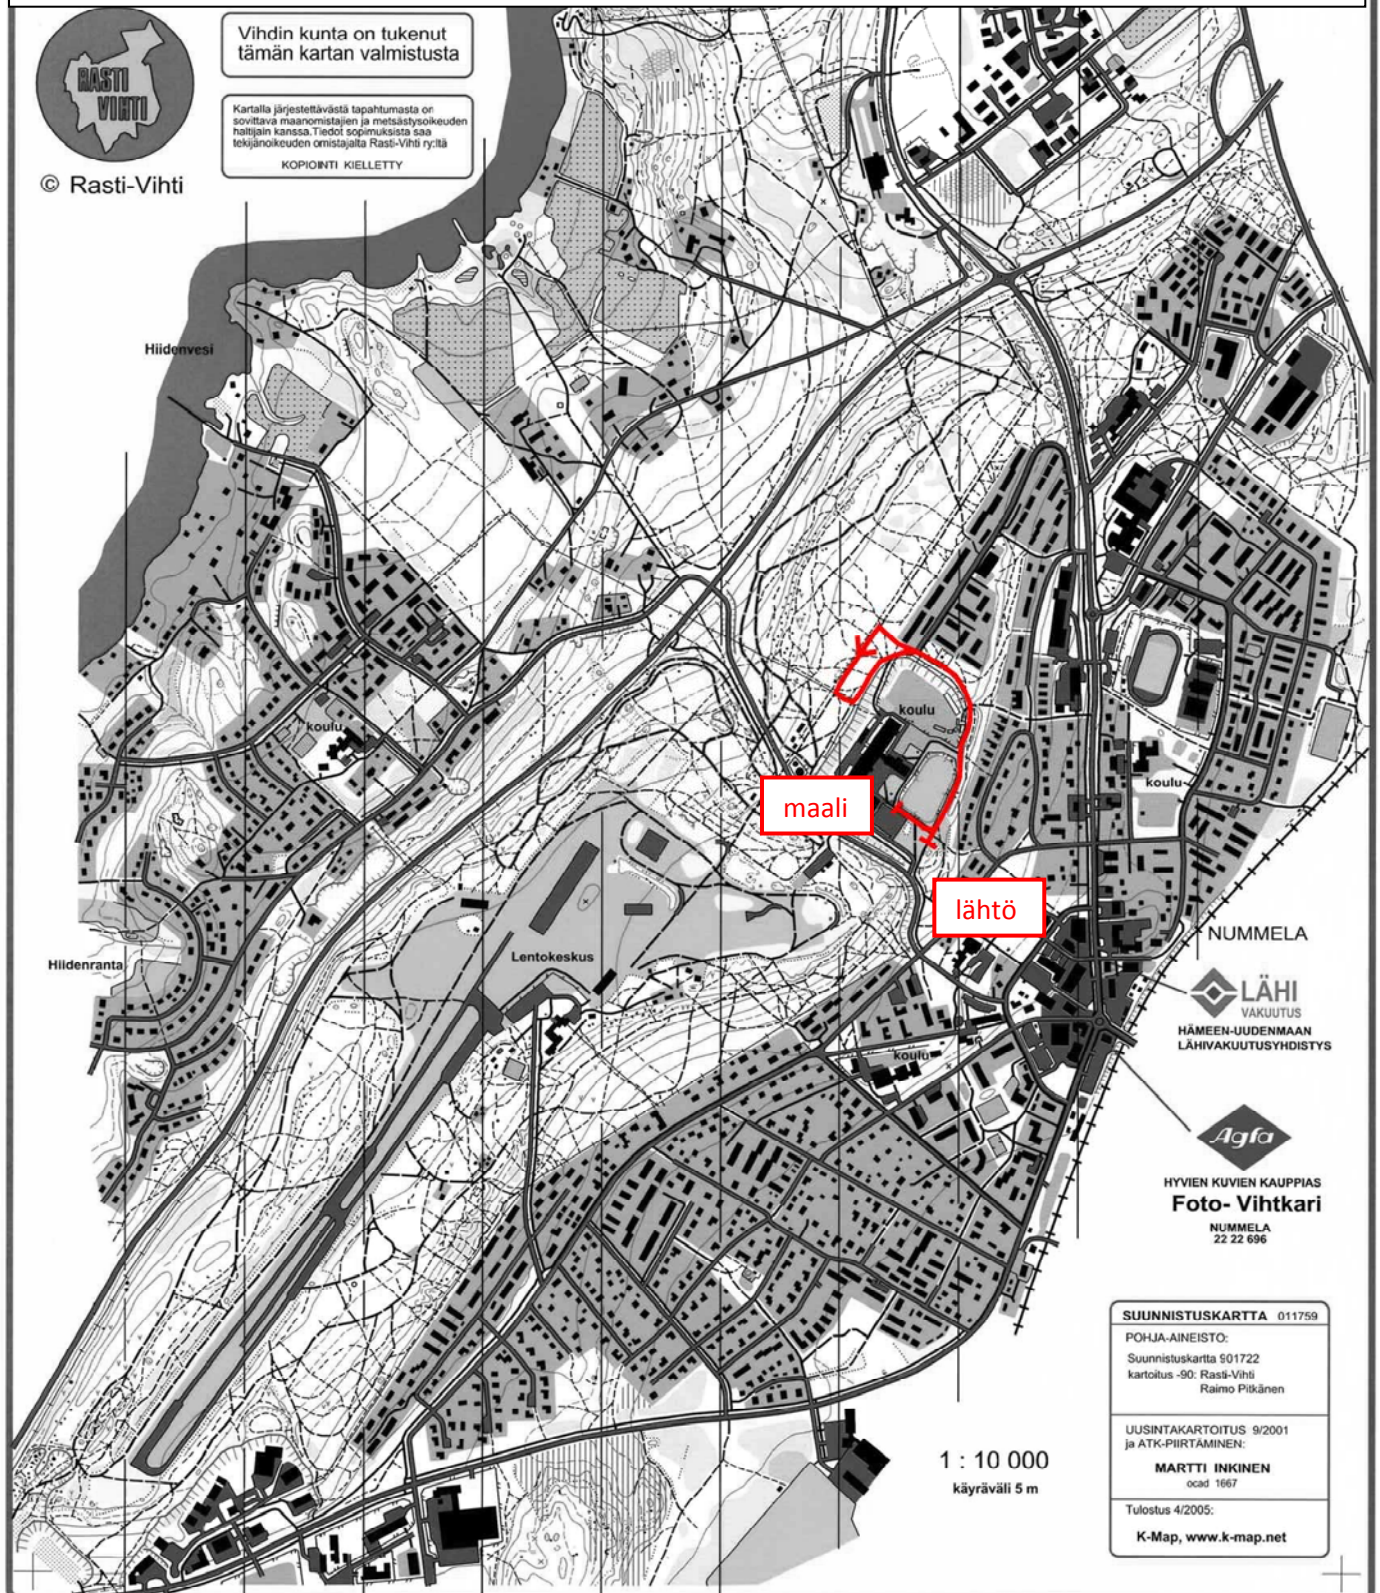 RASTI
VIHTI
© Rasti-Vihti
Vihdin kunta on tukenut
tämän kartan valmistusta
Kartalla järjestettävästä tapahtumasta on
sovittava maanomistajien ja metsästysoikeuden
haltijain kanssa.Tiedot sopimuksista saa
tekijänoikeuden omistajalta Rasti-Vihti ry:ltä
KOPIOINTI KIELLETTY
Hiidenvesi
koulu
koulu
koulu
maali
lähtö
Hiidenranta
Lentokeskus
koulu
NUMMELA
LÄHI
VAKUUTUS
HÄMEEN-UUDENMAAN
LÄHIVAKUUTUSYHDISTYS
Agfa
HYVIEN KUVIEN KAUPPIAS
Foto- Vihtkari
NUMMELA
22 22 696
1 : 10 000
käyräväli 5 m
SUUNNISTUSKARTTA 011759
POHJA-AINEISTO:
Suunnistuskartta 901722
kartoitus -90: Rasti-Vihti
Raimo Pitkänen
UUSINTAKARTOITUS 9/2001
ja ATK-PIIRTÄMINEN:
MARTTI INKINEN
ocad 1667
Tulostus 4/2005:
K-Map, www.k-map.net